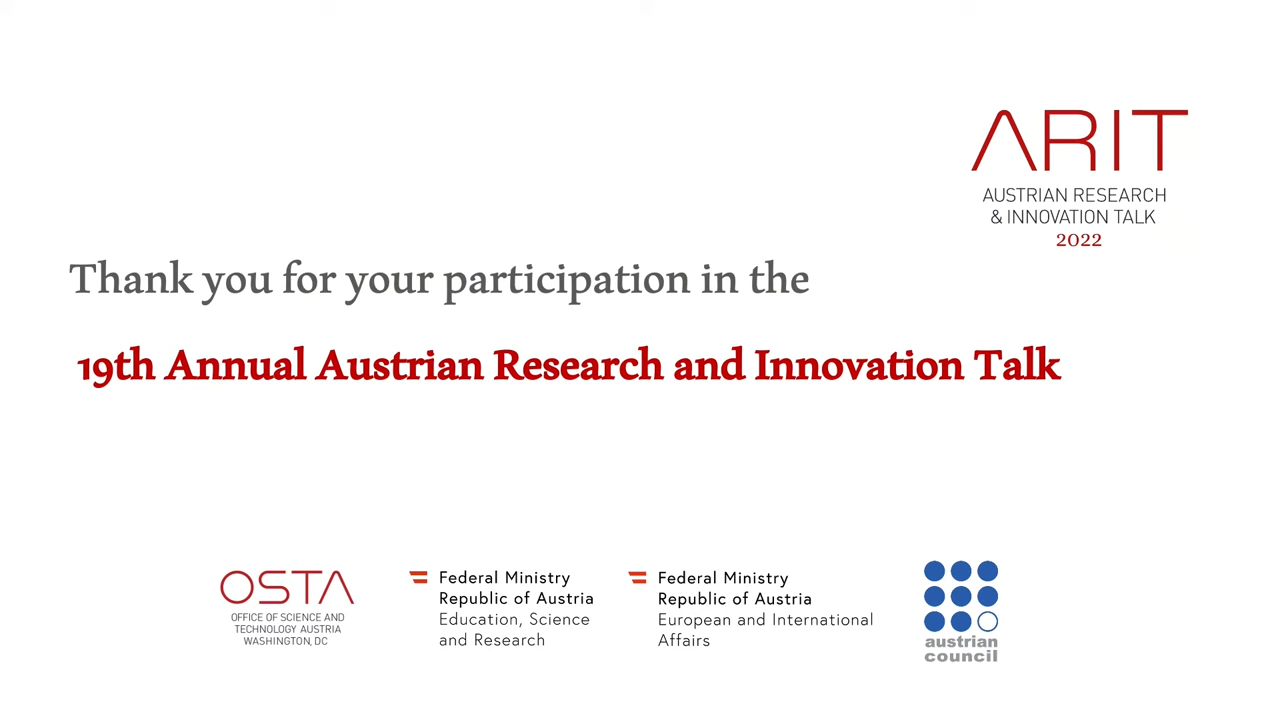 ARIT
AUSTRIAN RESEARCH
& INNOVATION TALK
2022
Thank you for your participation in the
19th Annual Austrian Research and Innovation Talk
OSTA
OFFICE OF SCIENCE AND
TECHNOLOGY AUSTRIA
WASHINGTON, DC
Federal Ministry
Republic of Austria
Education, Science
and Research
Federal Ministry
Republic of Austria
European and International
Affairs
austrian
council